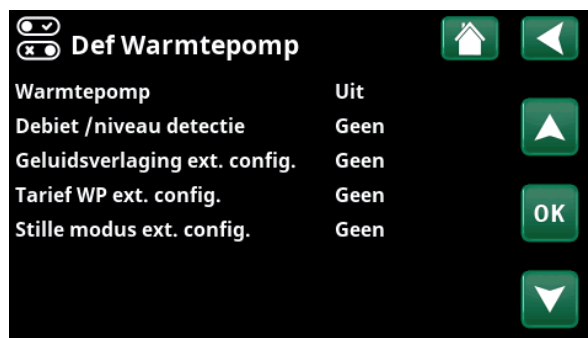 Def Warmtepomp
Warmtepomp Uit
Debiet /niveau detectie Geen
Geluidsverlaging ext. config. Geen
Tarief WP ext. config. Geen
OK
Stille modus ext. config. Geen